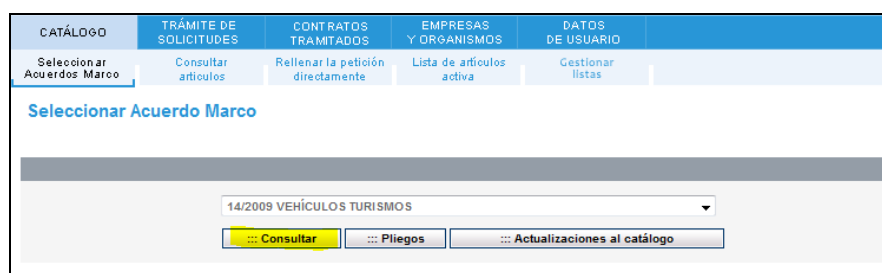 CATÁLOGO
TRÁMITE DE
SOLICITUDES
CONTRATOS
TRAMITADOS
EMPRESAS
Y ORGANISMOS
DATOS
DE USUARIO
Seleccionar
Acuerdos Marco
Consultar
artículos
Rellenar la petición
directamente
Lista de artículos
activa
Gestionar
listas
Seleccionar Acuerdo Marco
14/2009 VEHÍCULOS TURISMOS
::: Consultar
::: Pliegos
::: Actualizaciones al catálogo